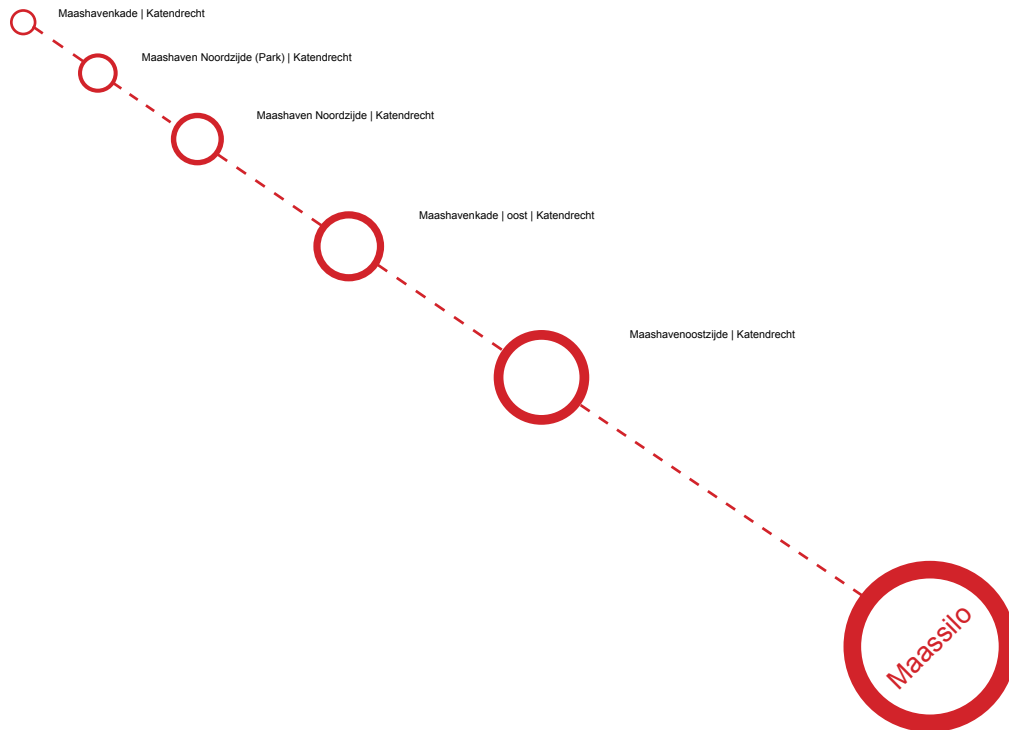 Maashavenkade | Katendrecht
Maashaven Noordzijde (Park) | Katendrecht
Maashaven Noordzijde | Katendrecht
Maashavenkade | oost | Katendrecht
Maashavenoostzijde | Katendrecht
Maassilo